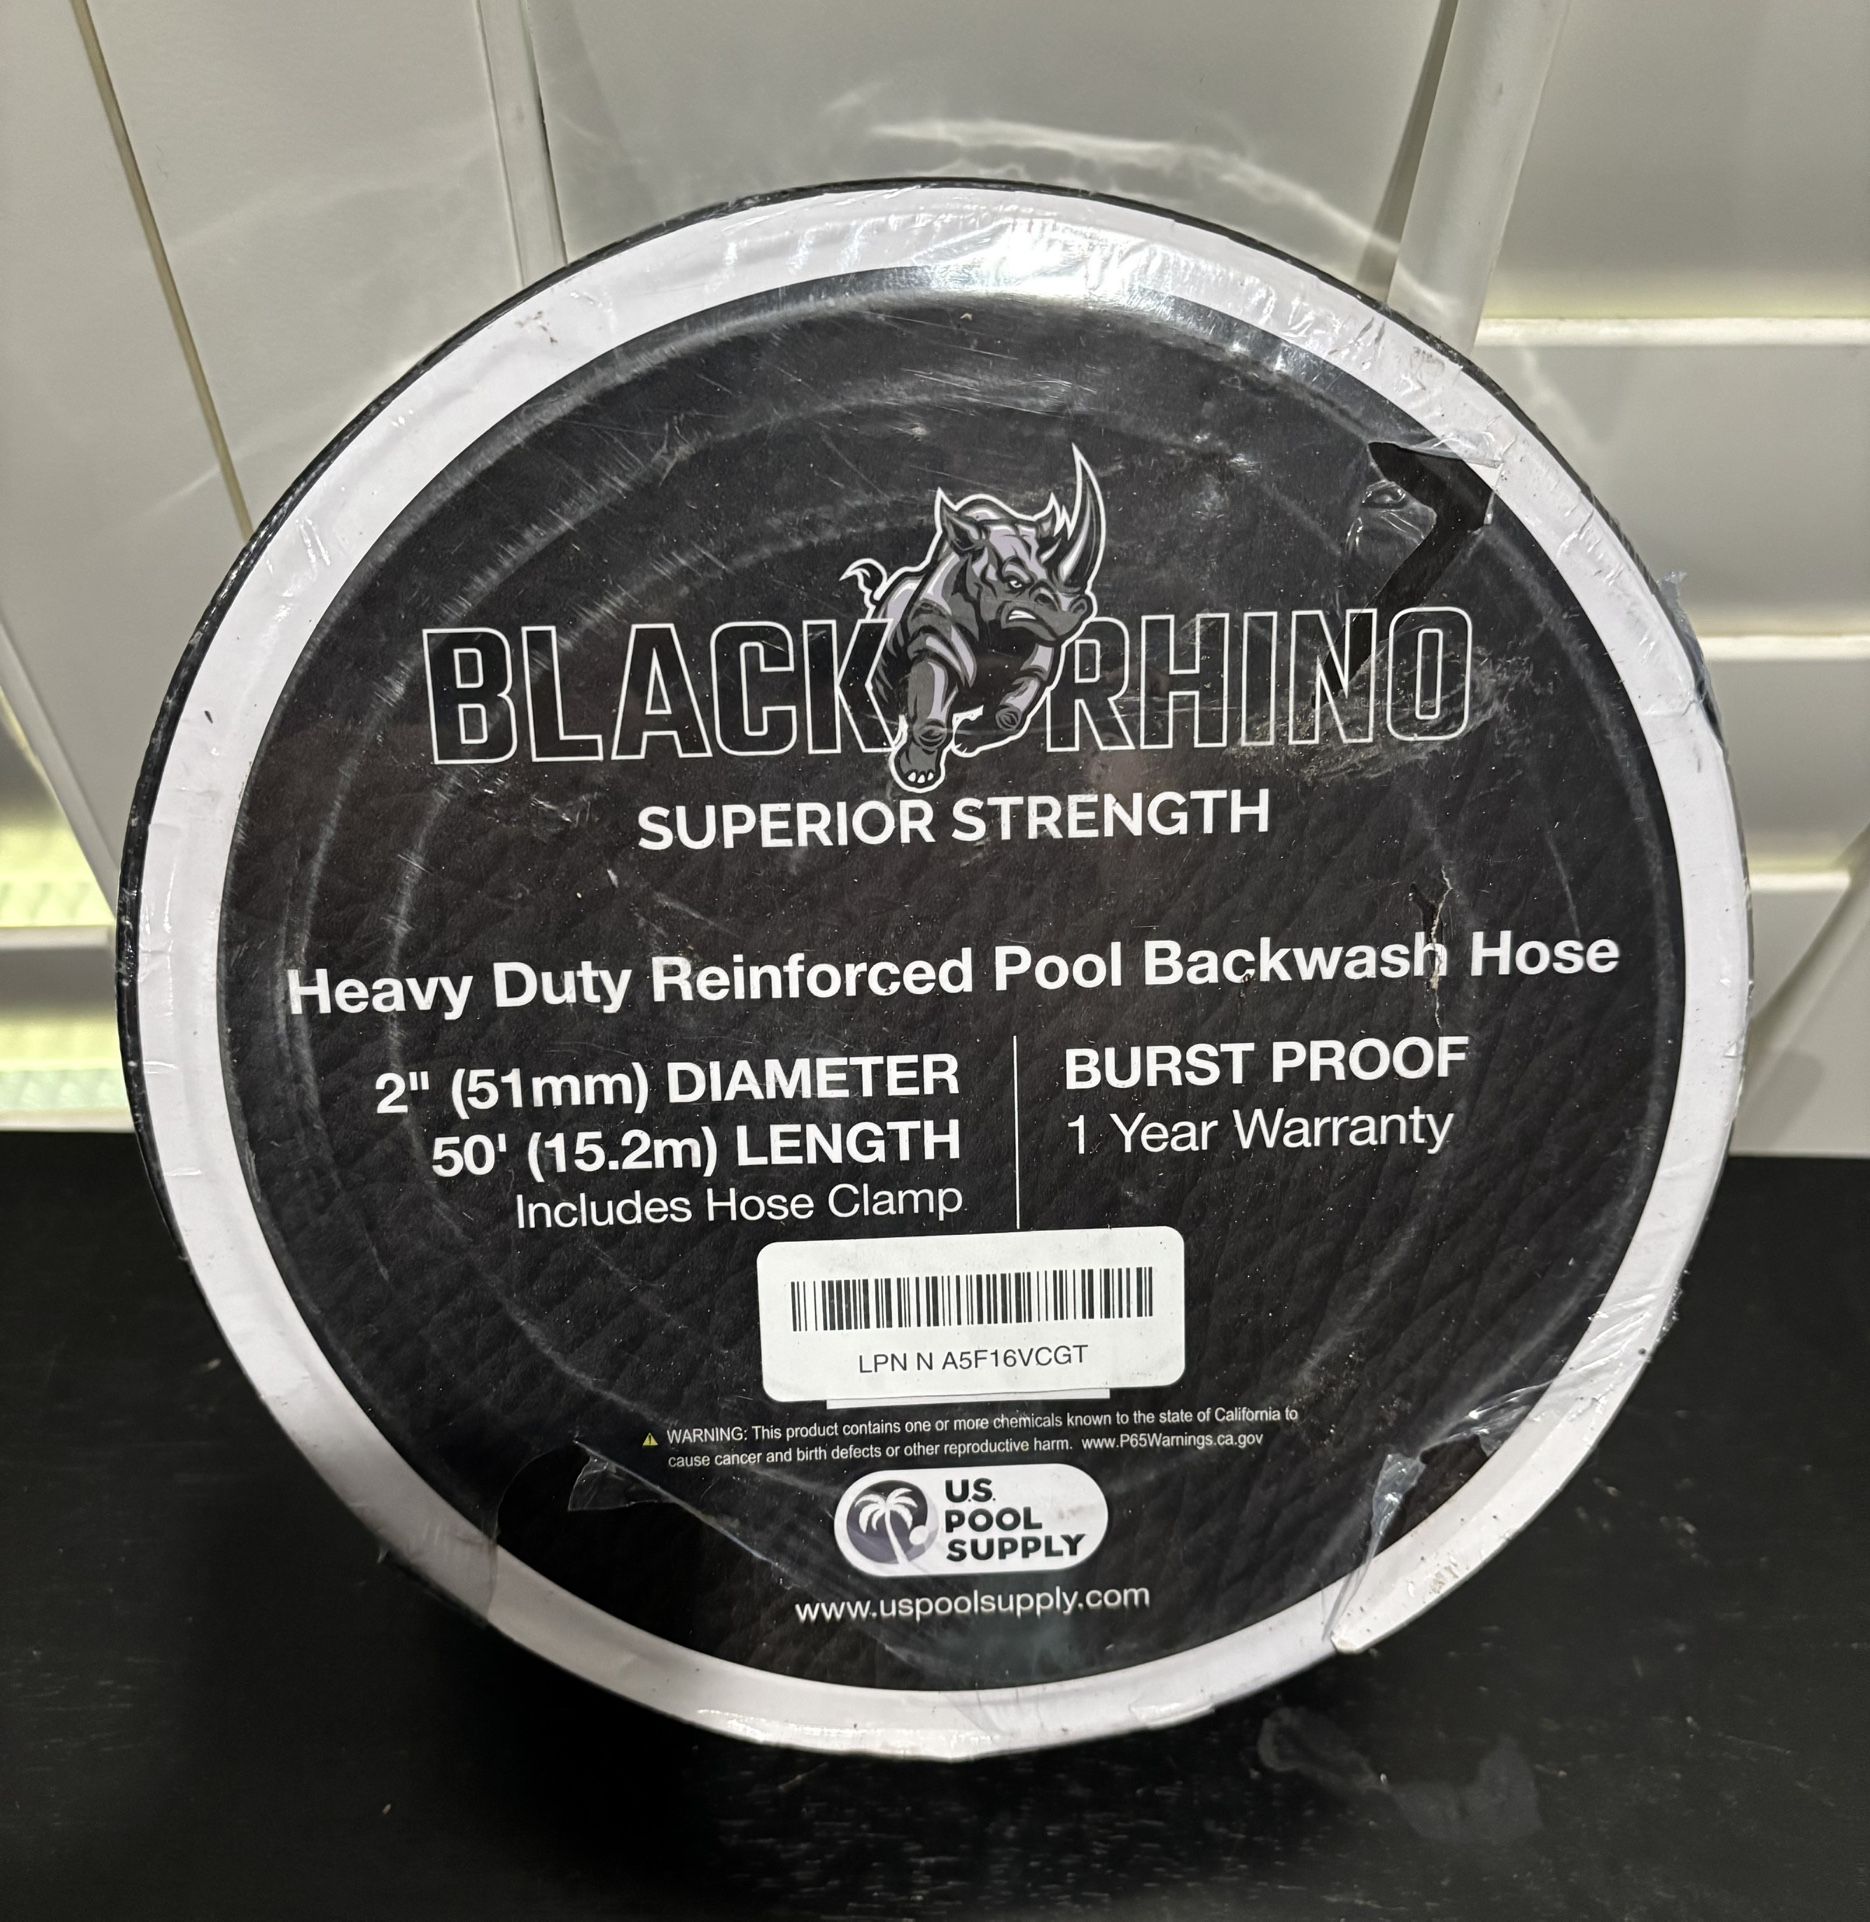 BLACK RHINO
SUPERIOR STRENGTH
Heavy Duty Reinforced Pool Backwash Hose
2" (51mm) DIAMETER
50' (15.2m) LENGTH
Includes Hose Clamp
BURST PROOF
1 Year Warranty
LPN N A5F16VCGT
WARNING: This product contains one or more chemicals known to the state of California to
cause cancer and birth defects or other reproductive harm. www.P65Warnings.ca.gov
U.S.
POOL
SUPPLY
www.uspoolsupply.com